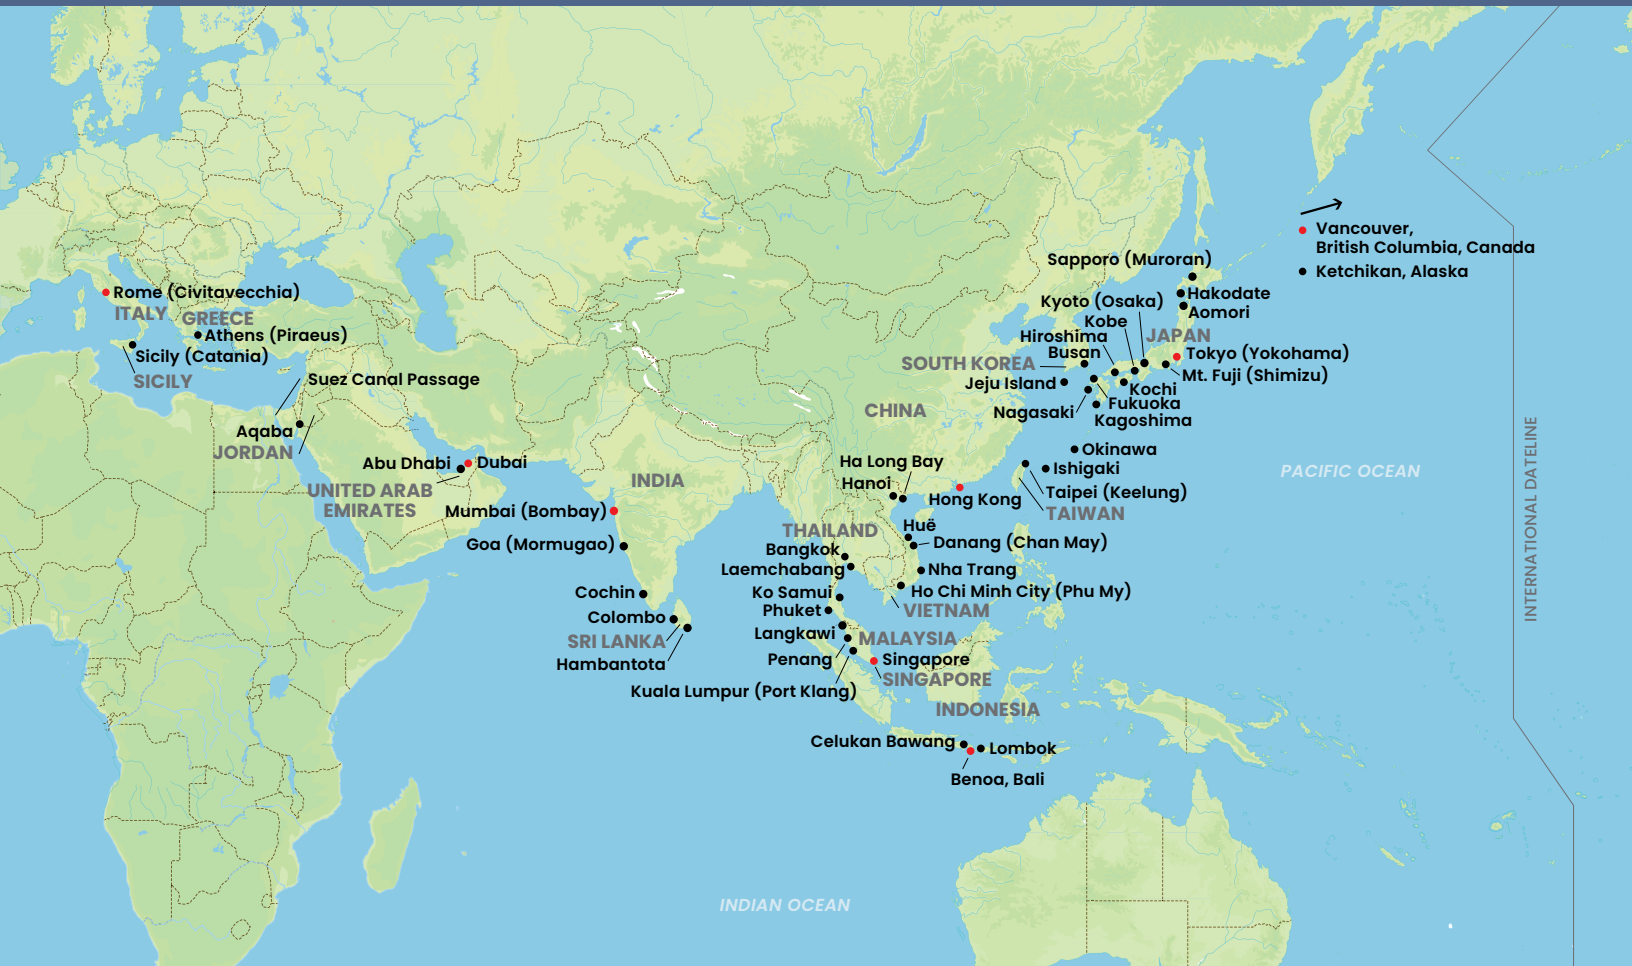 Vancouver,
British Columbia, Canada
Ketchikan, Alaska
Sapporo (Muroran)
Hakodate
Kyoto (Osaka)
Aomori
Kobe
JAPAN
Hiroshima
Busan
Tokyo (Yokohama)
SOUTH KOREA
Mt. Fuji (Shimizu)
Jeju Island
Kochi
Fukuoka
Nagasaki
Kagoshima
Rome (Civitavecchia)
ITALY
GREECE
Athens (Piraeus)
Sicily (Catania)
SICILY
Suez Canal Passage
Aqaba
JORDAN
Abu Dhabi
Dubai
UNITED ARAB
EMIRATES
Mumbai (Bombay)
Goa (Mormugao)
INDIA
CHINA
Okinawa
Ishigaki
Taipei (Keelung)
TAIWAN
PACIFIC OCEAN
INTERNATIONAL DATELINE
Ha Long Bay
Hanoi
Hong Kong
THAILAND
Huë
Danang (Chan May)
Bangkok
Laemchabang
Nha Trang
Ko Samui
Ho Chi Minh City (Phu My)
Phuket
VIETNAM
Cochin
Colombo
SRI LANKA
Hambantota
Langkawi
MALAYSIA
Penang
Singapore
SINGAPORE
Kuala Lumpur (Port Klang)
INDONESIA
Celukan Bawang
Lombok
Benoa, Bali
INDIAN OCEAN